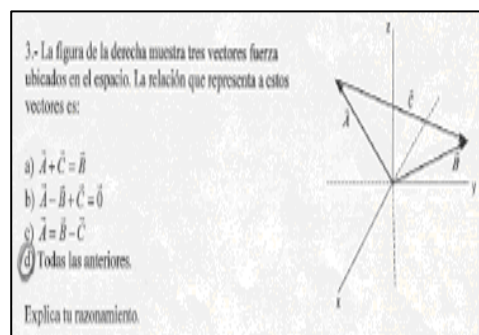 3.- La figura de la derecha muestra tres vectores fuerza
ubicados en el espacio. La relación que representa a estos
vectores es:
a) A⃗ + C⃗ = B⃗
b) A⃗ - B⃗ + C⃗ = 0⃗
c) A⃗ = B⃗ - C⃗
d) Todas las anteriores.
Explica tu razonamiento.
z
C⃗
A⃗
B⃗
y
x